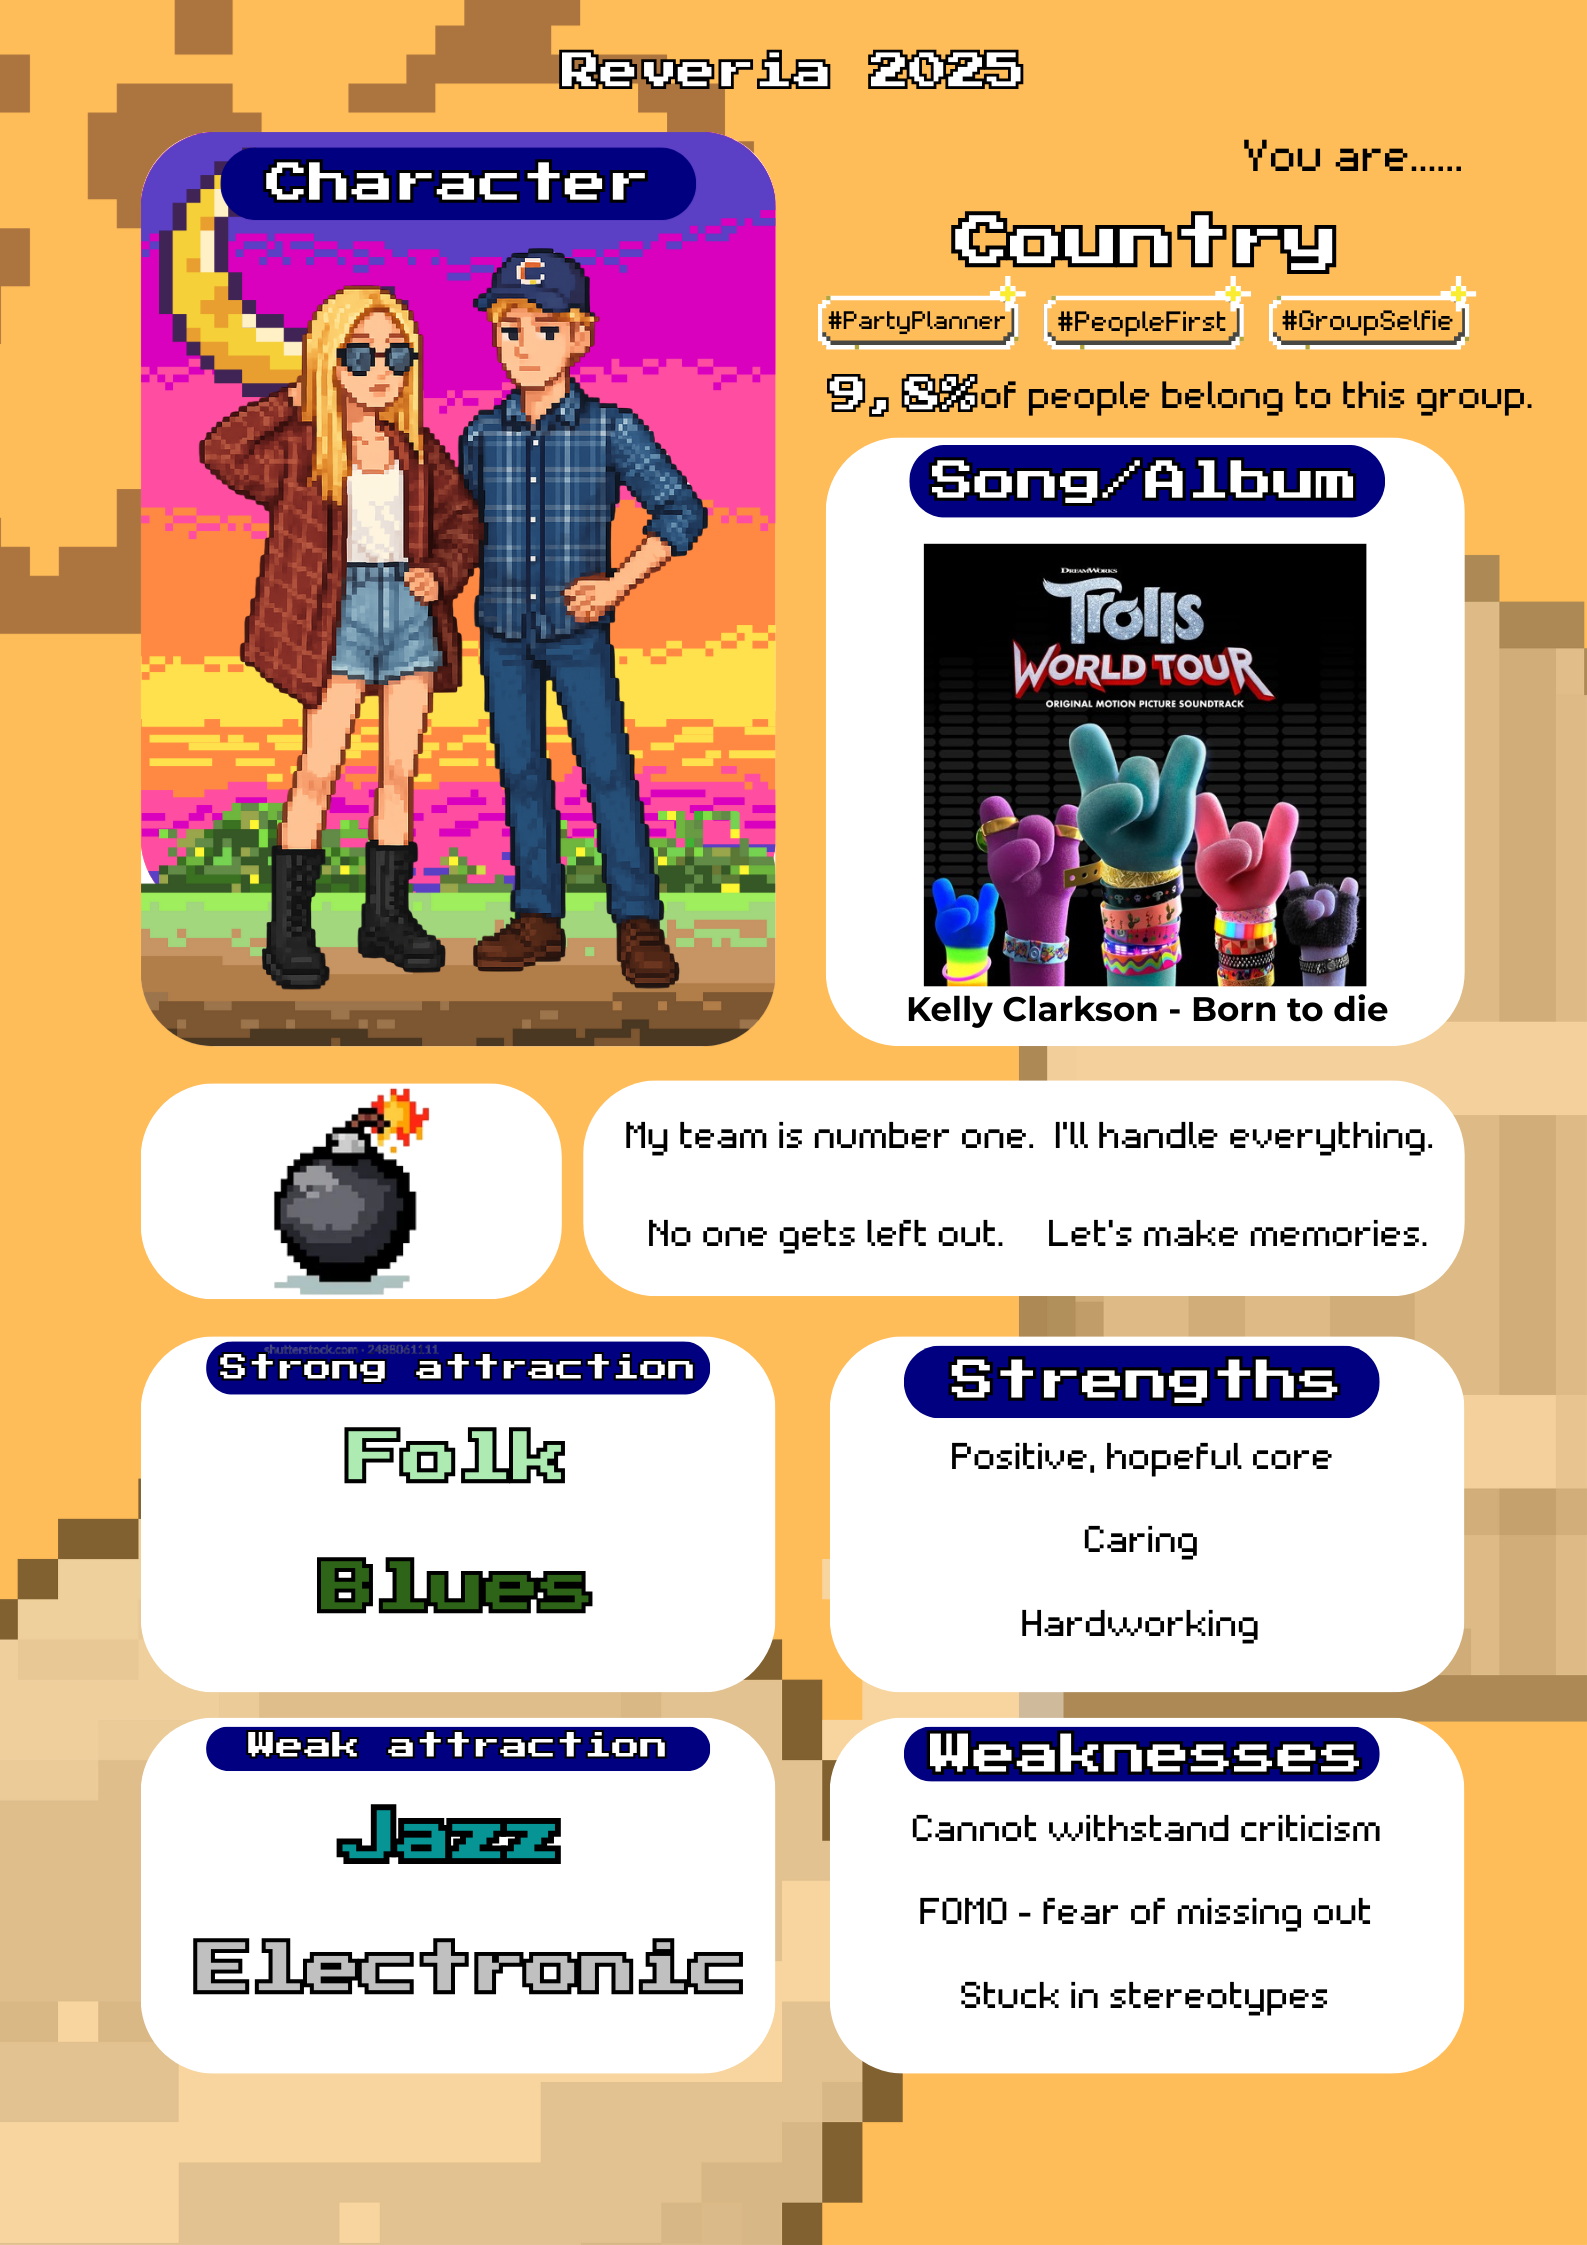 Reveria 2025
Character
You are......
Country
#PartyPlanner #PeopleFirst #GroupSelfie
9,8% of people belong to this group.
Song/Album
DREAMWORKS
Trolls
WORLD TOUR
ORIGINAL MOTION PICTURE SOUNDTRACK
Kelly Clarkson - Born to die
C
My team is number one. I'll handle everything.
No one gets left out. Let's make memories.
shutterstock.com · 2488061111
Strong attraction
Folk
Blues
Strengths
Positive, hopeful core
Caring
Hardworking
Weak attraction
Jazz
Electronic
Weaknesses
Cannot withstand criticism
FOMO - fear of missing out
Stuck in stereotypes